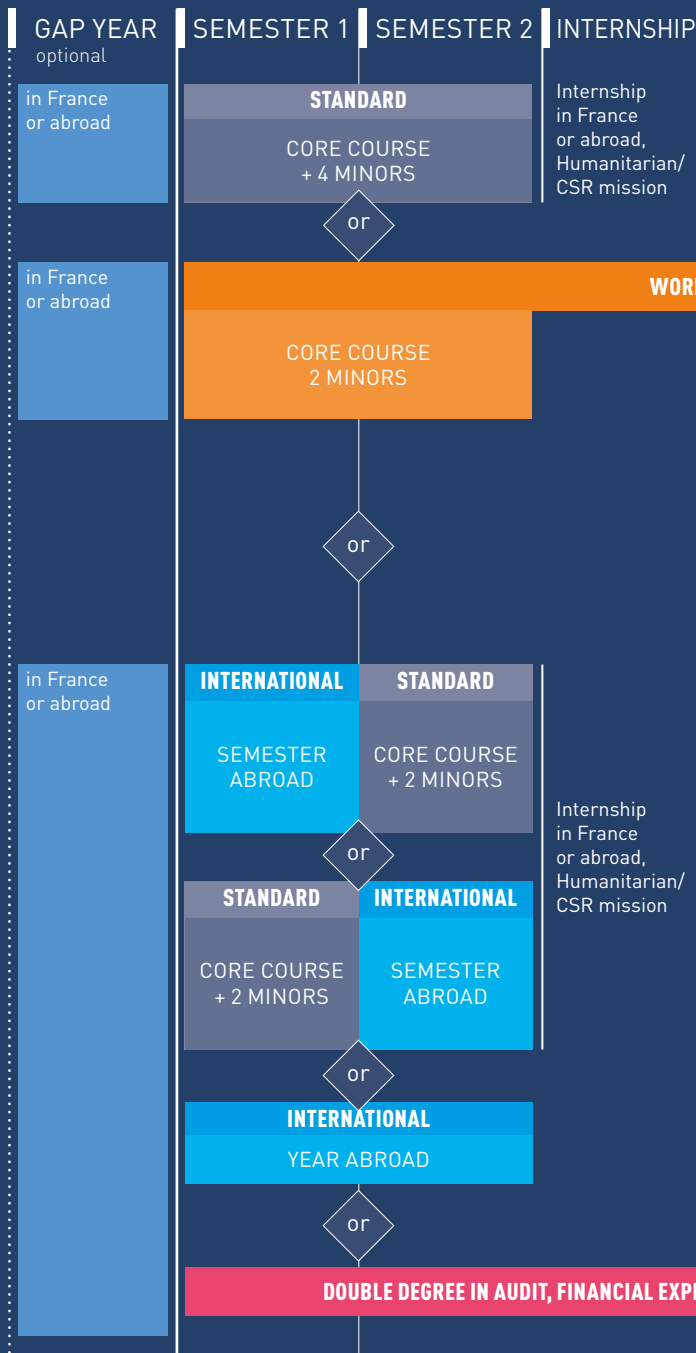 GAP YEAR
optional
SEMESTER 1
SEMESTER 2
INTERNSHIP
in France
or abroad
STANDARD
CORE COURSE
+ 4 MINORS
Internship
in France
or abroad,
Humanitarian/
CSR mission
or
in France
or abroad
CORE COURSE
2 MINORS
or
in France
or abroad
INTERNATIONAL
SEMESTER
ABROAD
STANDARD
CORE COURSE
+ 2 MINORS
or
STANDARD
CORE COURSE
+ 2 MINORS
INTERNATIONAL
SEMESTER
ABROAD
Internship
in France
or abroad,
Humanitarian/
CSR mission
or
INTERNATIONAL
YEAR ABROAD
or
DOUBLE DEGREE IN AUDIT, FINANCIAL